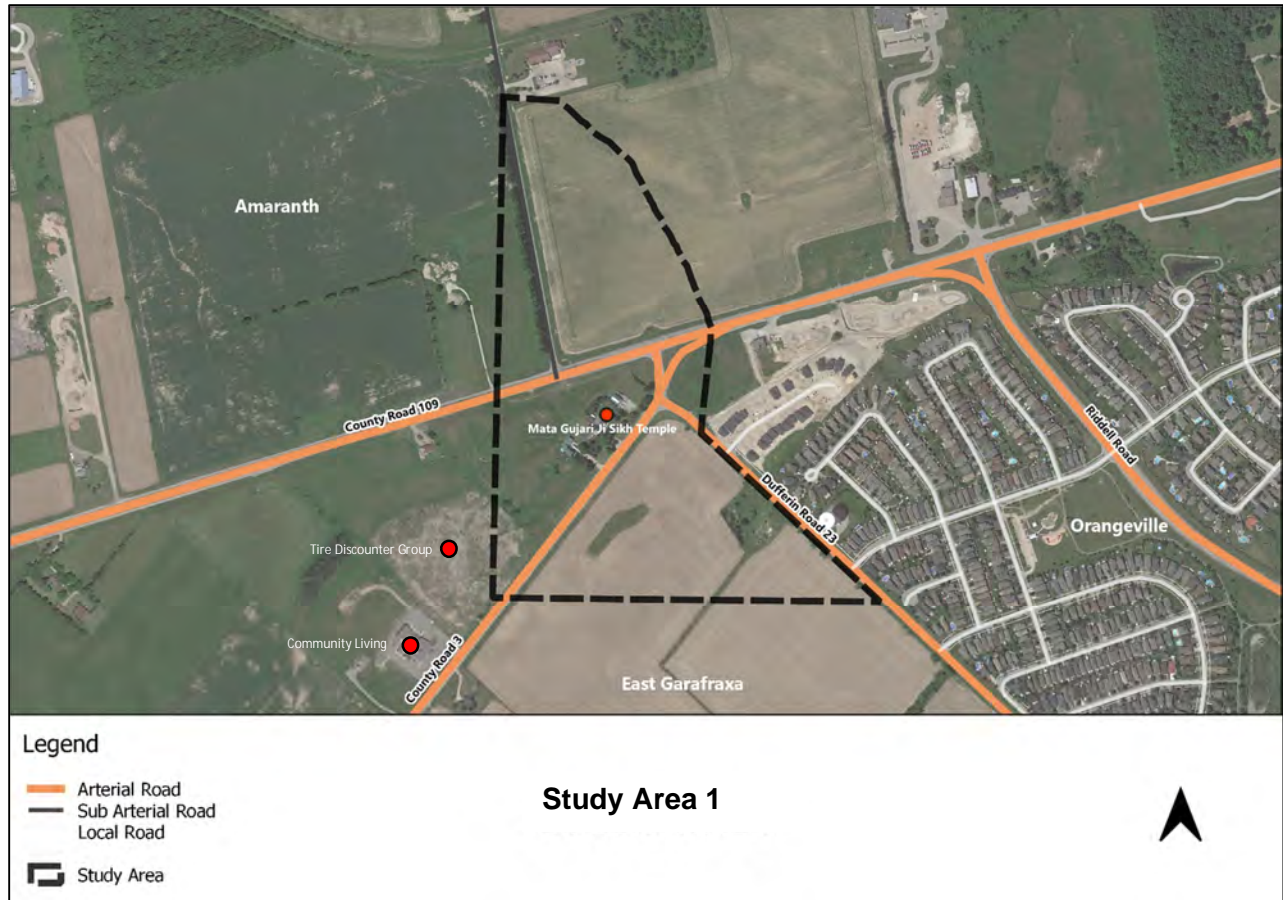 Amaranth
County Road 109
Mata Gujari Ji Sikh Temple
Riddell Road
Dufferin Road 23
Orangeville
Tire Discounter Group
Community Living
County Road 3
East Garafraxa
Legend
Arterial Road
Sub Arterial Road
Local Road
Study Area
Study Area 1